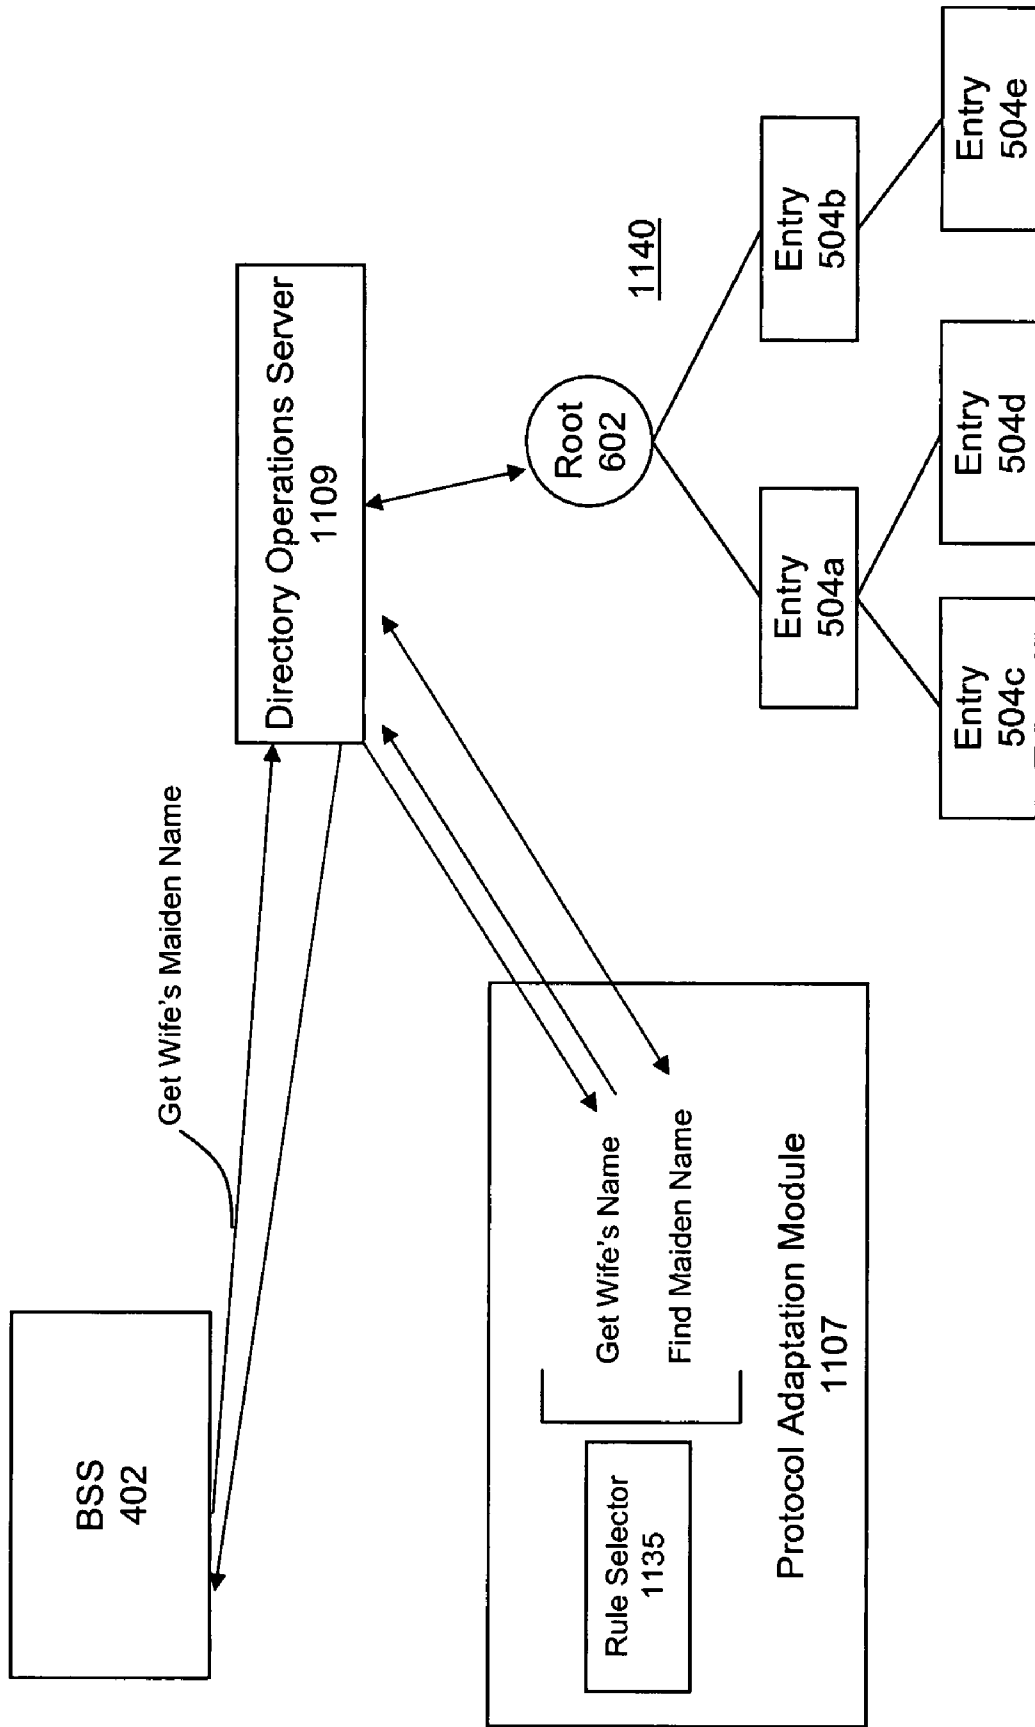 BSS
402
Get Wife's Maiden Name
Directory Operations Server
1109
Rule Selector
1135
Get Wife's Name
Find Maiden Name
Protocol Adaptation Module
1107
Root
602
1140
Entry
504a
Entry
504b
Entry
504c
Entry
504d
Entry
504e